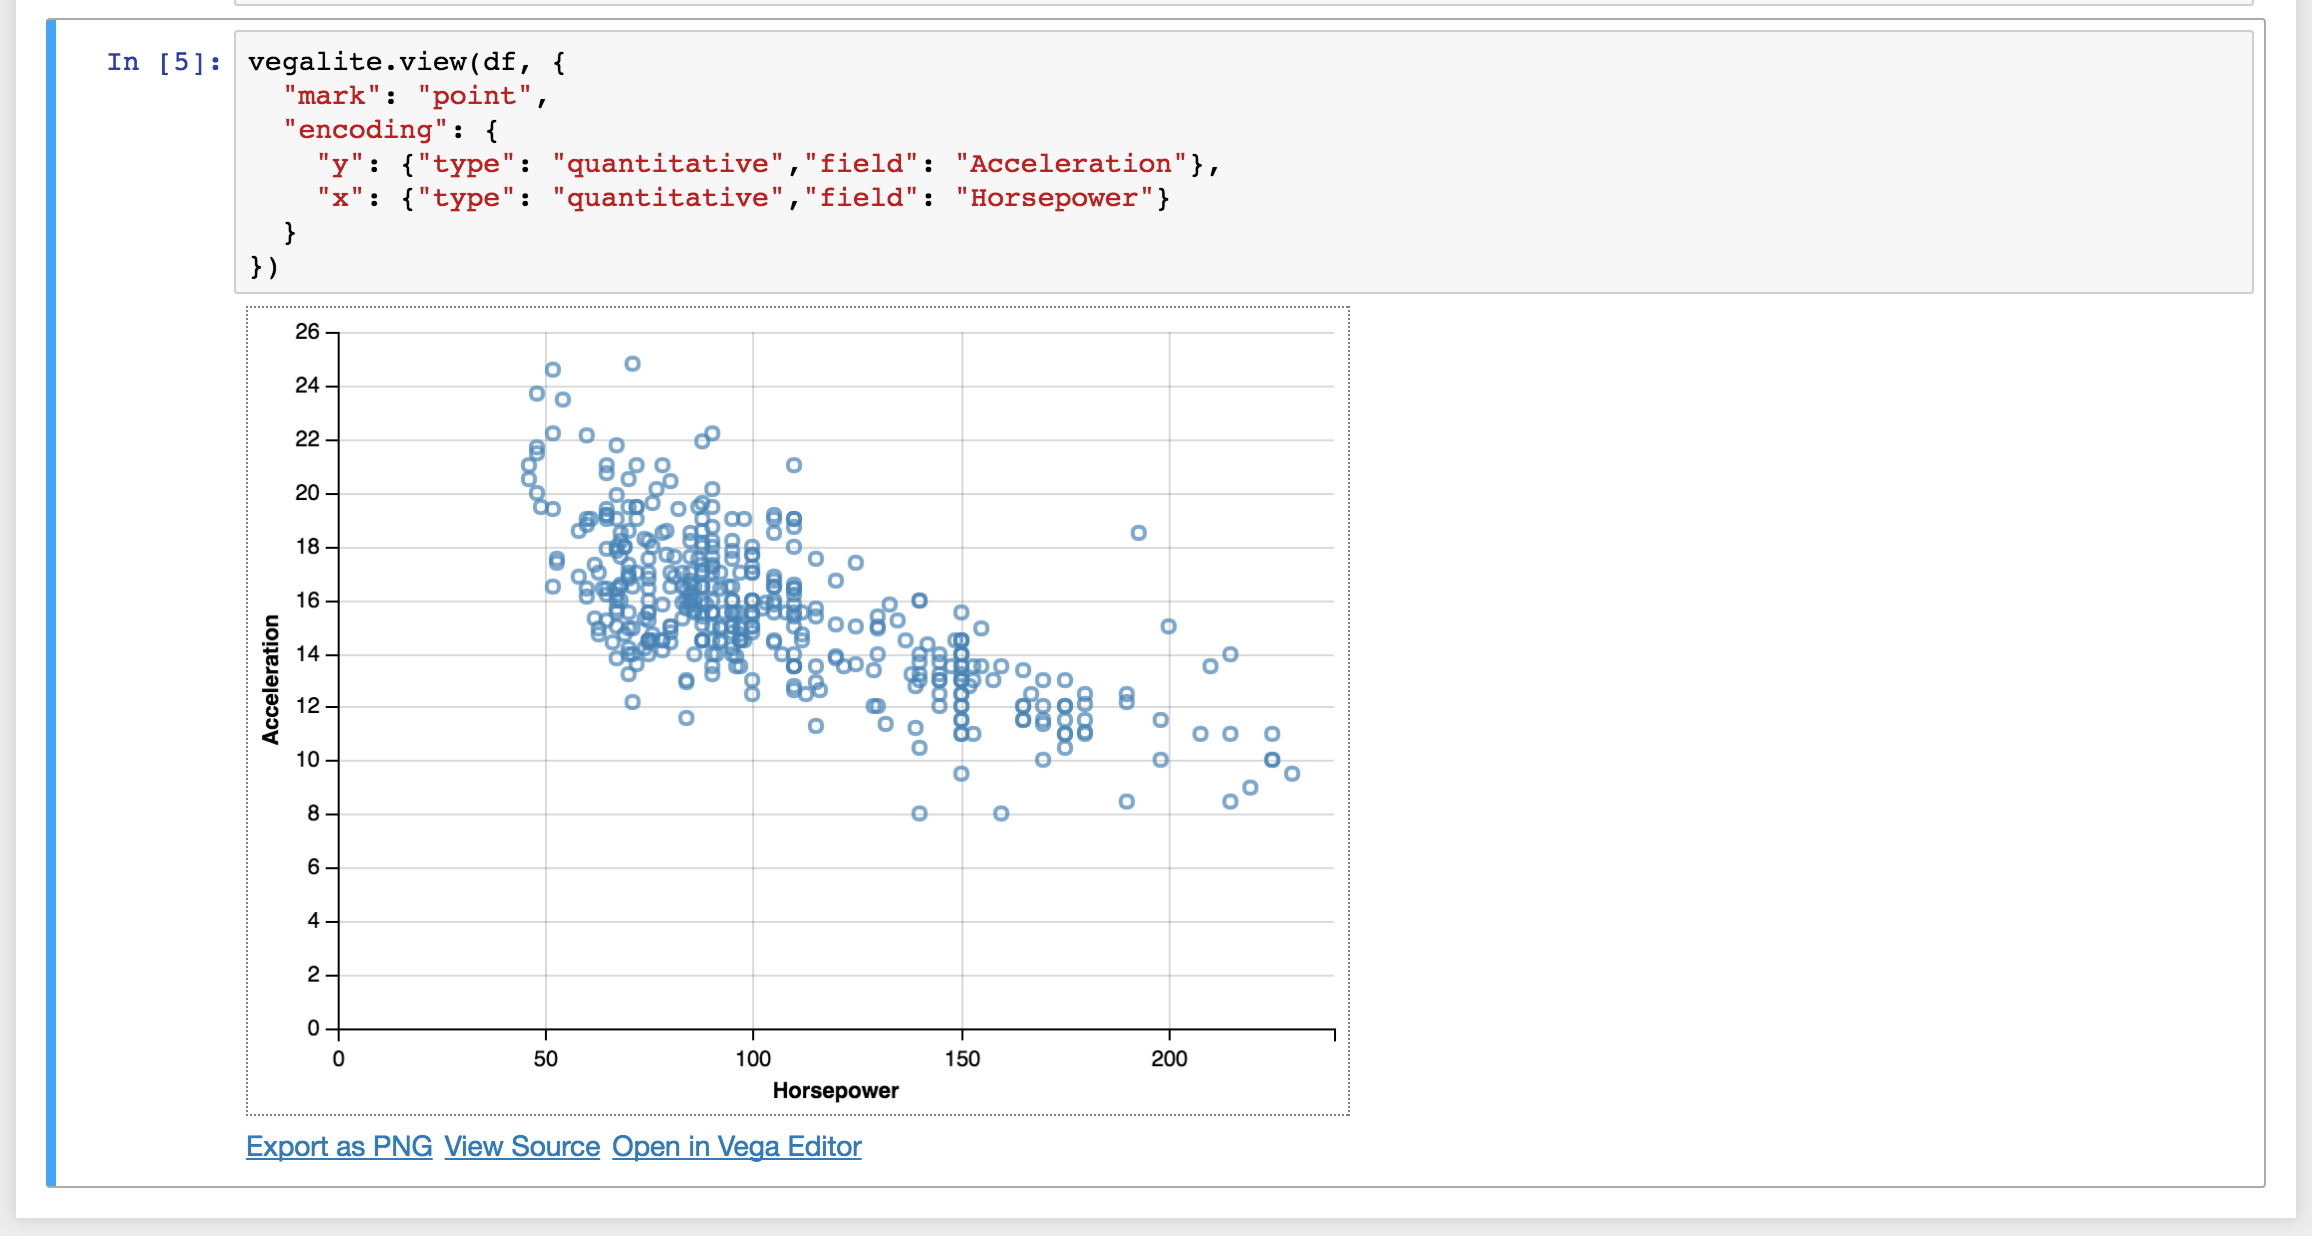 In [5]:
vegalite.view(df, {
  "mark": "point",
  "encoding": {
    "y": {"type": "quantitative","field": "Acceleration"},
    "x": {"type": "quantitative","field": "Horsepower"}
  }
})
26
24
22
20
18
16
14
12
10
8
6
4
2
0
Acceleration
0 50 100 150 200
Horsepower
Export as PNG View Source Open in Vega Editor